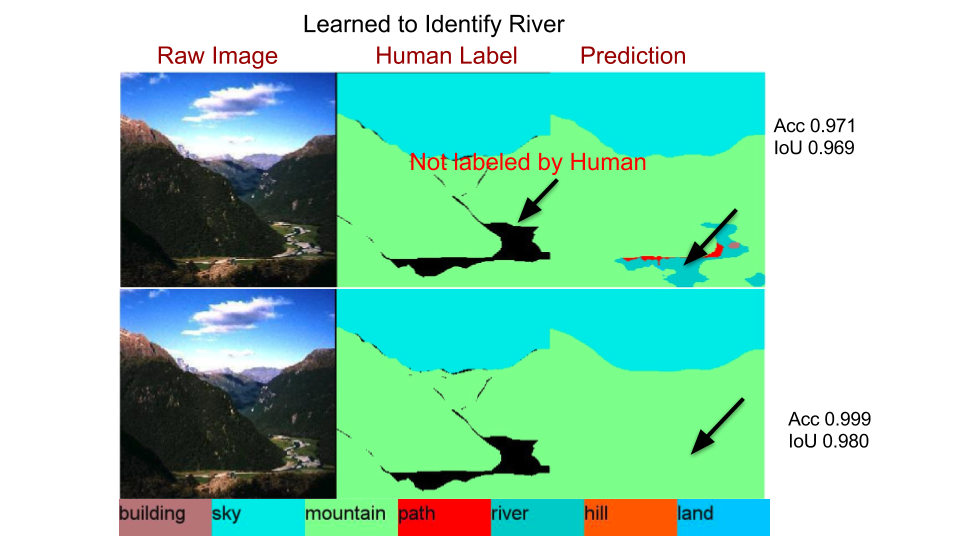 Learned to Identify River
Raw Image Human Label Prediction
Acc 0.971
IoU 0.969
Not labeled by Human
Acc 0.999
IoU 0.980
building sky mountain path river hill land